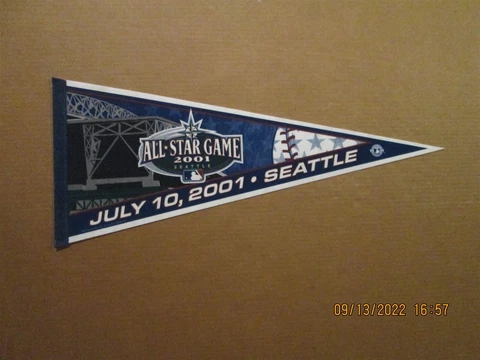 ALL-STAR GAME
2001
SEATTLE
JULY 10, 2001 • SEATTLE
09/13/2022 16:57